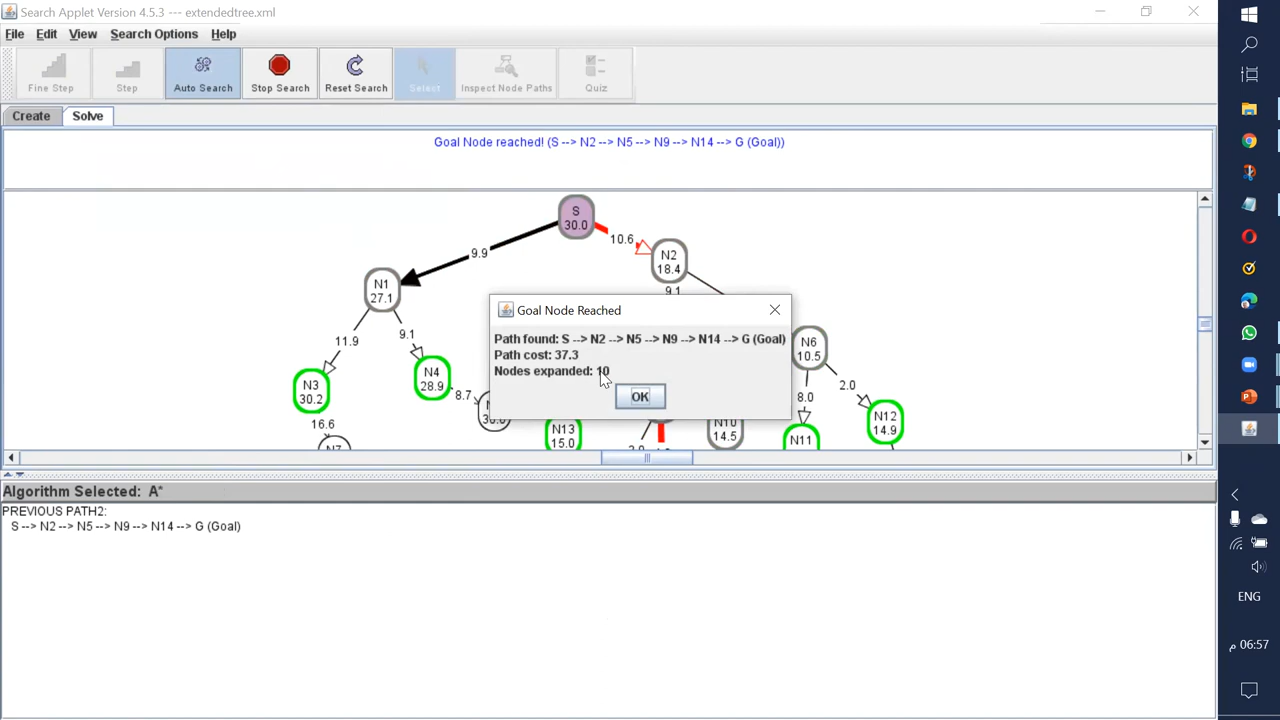 Search Applet Version 4.5.3 --- extendedtree.xml
File Edit View Search Options Help
Fine Step Step Auto Search Stop Search Reset Search Select Inspect Node Paths Quiz
Create Solve
Goal Node reached! (S --> N2 --> N5 --> N9 --> N14 --> G (Goal))
S
30.0
10.6
9.9
N2
18.4
N1
27.1
9.1
Goal Node Reached
Path found: S --> N2 --> N5 --> N9 --> N14 --> G (Goal)
Path cost: 37.3
Nodes expanded: 10
OK
11.9
9.1
N6
10.5
N3
30.2
N4
28.9
8.7
8.0
2.0
N12
14.9
16.6
N13
15.0
N10
14.5
N11
Algorithm Selected: A*
PREVIOUS PATH2:
S --> N2 --> N5 --> N9 --> N14 --> G (Goal)
ENG
06:57 م